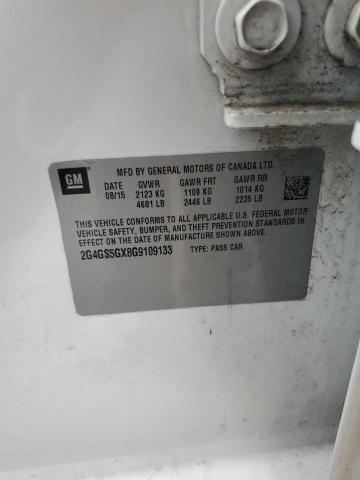 MFD BY GENERAL MOTORS OF CANADA LTD.
GM
DATE GVWR GAWR FRT GAWR RR
08/15 2123 KG 1109 KG 1014 KG
4681 LB 2446 LB 2235 LB
THIS VEHICLE CONFORMS TO ALL APPLICABLE U.S. FEDERAL MOTOR
VEHICLE SAFETY, BUMPER, AND THEFT PREVENTION STANDARDS IN
EFFECT ON THE DATE OF MANUFACTURE SHOWN ABOVE.
2G4GS5GX8G9109133 TYPE: PASS CAR